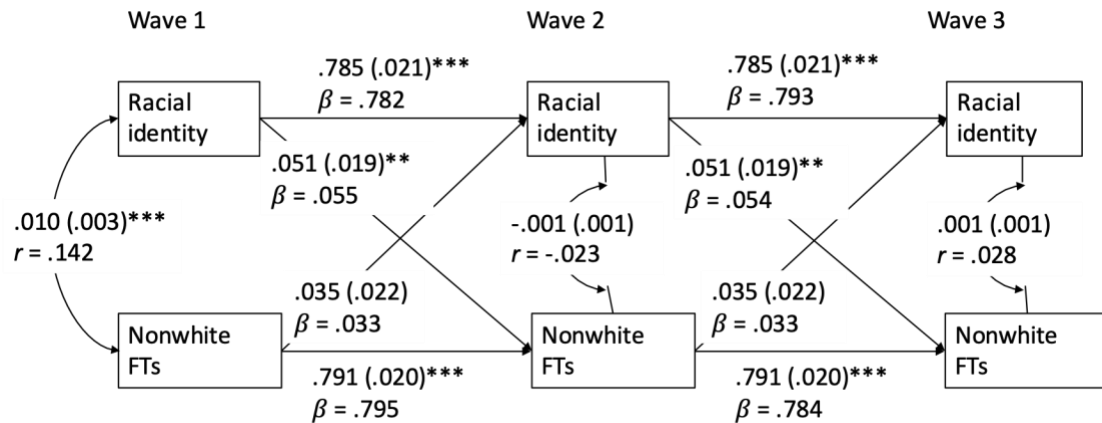 Wave 1
Wave 2
Wave 3
.785 (.021)***
β = .782
.785 (.021)***
β = .793
Racial
identity
Racial
identity
Racial
identity
.051 (.019)**
β = .055
.051 (.019)**
β = .054
.010 (.003)***
r = .142
-.001 (.001)
r = -.023
.001 (.001)
r = .028
.035 (.022)
β = .033
.035 (.022)
β = .033
Nonwhite
FTs
Nonwhite
FTs
Nonwhite
FTs
.791 (.020)***
β = .795
.791 (.020)***
β = .784